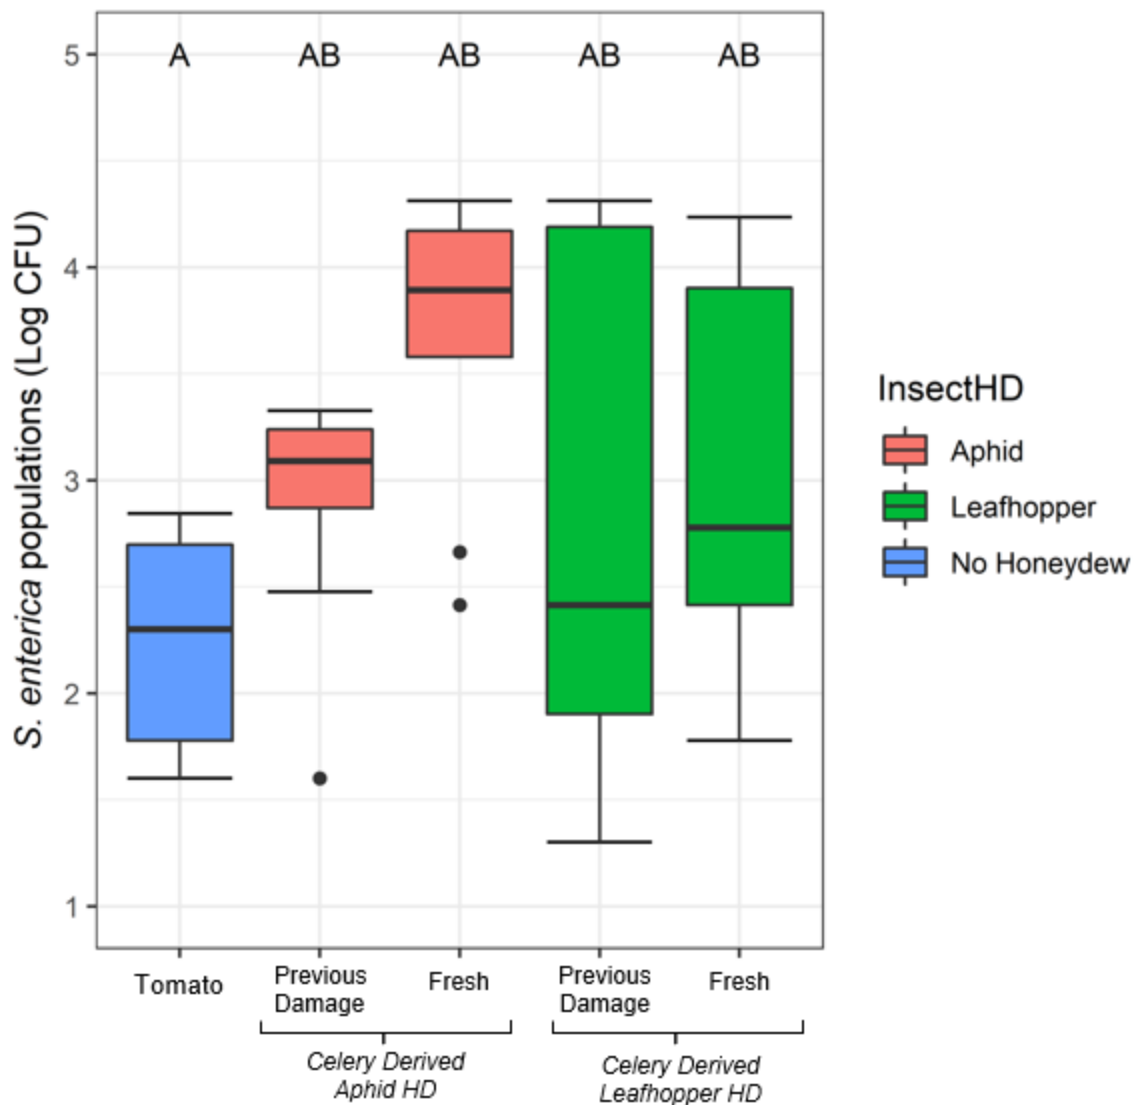 A AB AB AB AB
5
4
3
2
1
S. enterica populations (Log CFU)
Tomato
Previous
Damage
Fresh
Previous
Damage
Fresh
Celery Derived
Aphid HD
Celery Derived
Leafhopper HD
InsectHD
Aphid
Leafhopper
No Honeydew